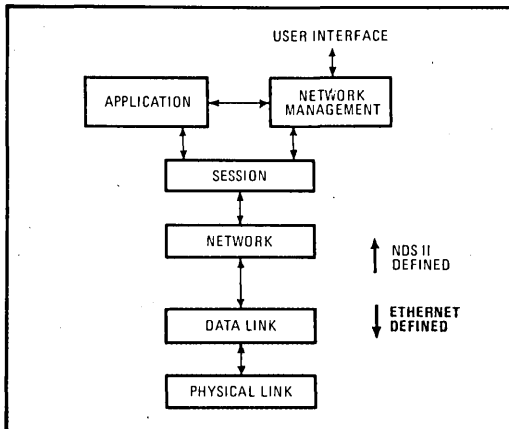 USER INTERFACE
APPLICATION
NETWORK
MANAGEMENT
SESSION
NETWORK
NDS II
DEFINED
DATA LINK
ETHERNET
DEFINED
PHYSICAL LINK